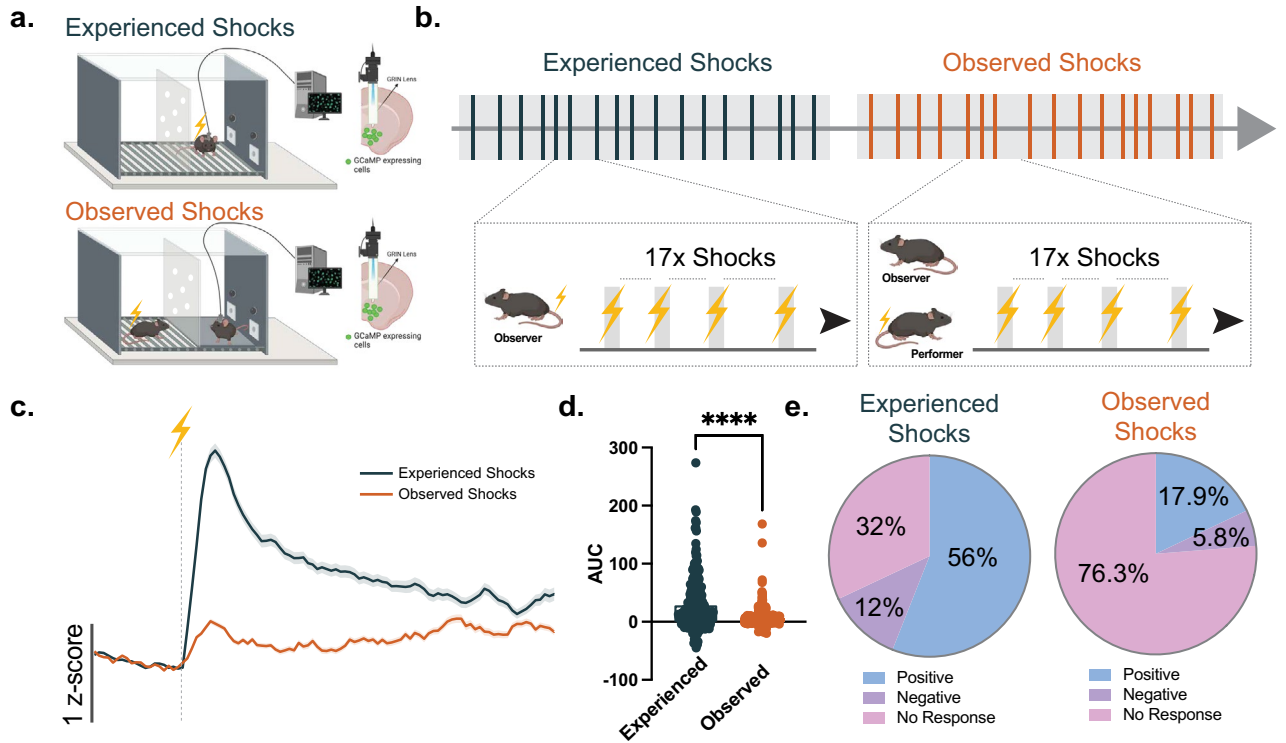 a.
Experienced Shocks
GRIN Lens
GCaMP expressing
cells
Observed Shocks
GRIN Lens
GCaMP expressing
cells
b.
Experienced Shocks
Observed Shocks
17x Shocks
Observer
17x Shocks
Observer
Performer
c.
Experienced Shocks
Observed Shocks
1 z-score
d.
****
300
200
100
0
-100
AUC
Experienced
Observed
e.
Experienced
Shocks
32%
56%
12%
Positive
Negative
No Response
Observed
Shocks
17.9%
5.8%
76.3%
Positive
Negative
No Response